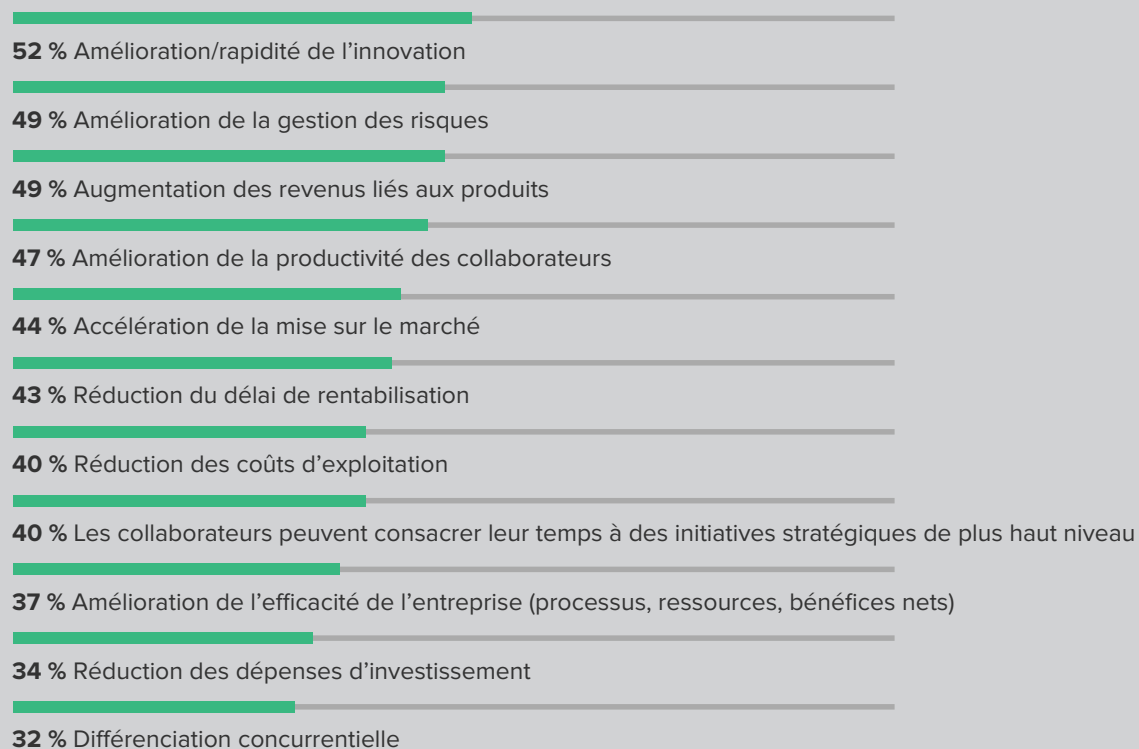 52 % Amélioration/rapidité de l’innovation
49 % Amélioration de la gestion des risques
49 % Augmentation des revenus liés aux produits
47 % Amélioration de la productivité des collaborateurs
44 % Accélération de la mise sur le marché
43 % Réduction du délai de rentabilisation
40 % Réduction des coûts d’exploitation
40 % Les collaborateurs peuvent consacrer leur temps à des initiatives stratégiques de plus haut niveau
37 % Amélioration de l’efficacité de l’entreprise (processus, ressources, bénéfices nets)
34 % Réduction des dépenses d’investissement
32 % Différenciation concurrentielle